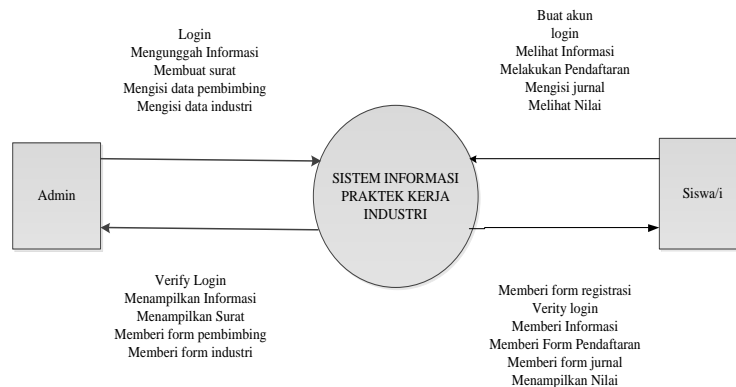 Login
Mengunggah Informasi
Membuat surat
Mengisi data pembimbing
Mengisi data industri
Buat akun
login
Melihat Informasi
Melakukan Pendaftaran
Mengisi jurnal
Melihat Nilai
Admin
SISTEM INFORMASI
PRAKTEK KERJA
INDUSTRI
Siswa/i
Verify Login
Menampilkan Informasi
Menampilkan Surat
Memberi form pembimbing
Memberi form industri
Memberi form registrasi
Verity login
Memberi Informasi
Memberi Form Pendaftaran
Memberi form jurnal
Menampilkan Nilai